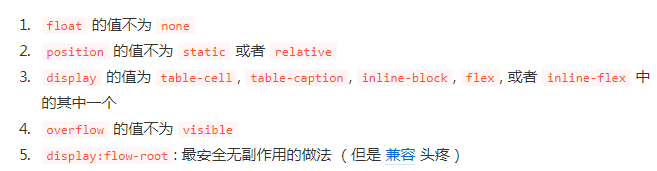 1. float 的值不为 none
2. position 的值不为 static 或者 relative
3. display 的值为 table-cell, table-caption, inline-block, flex, 或者 inline-flex 中
的其中一个
4. overflow 的值不为 visible
5. display:flow-root: 最安全无副作用的做法（但是 兼容 头疼）